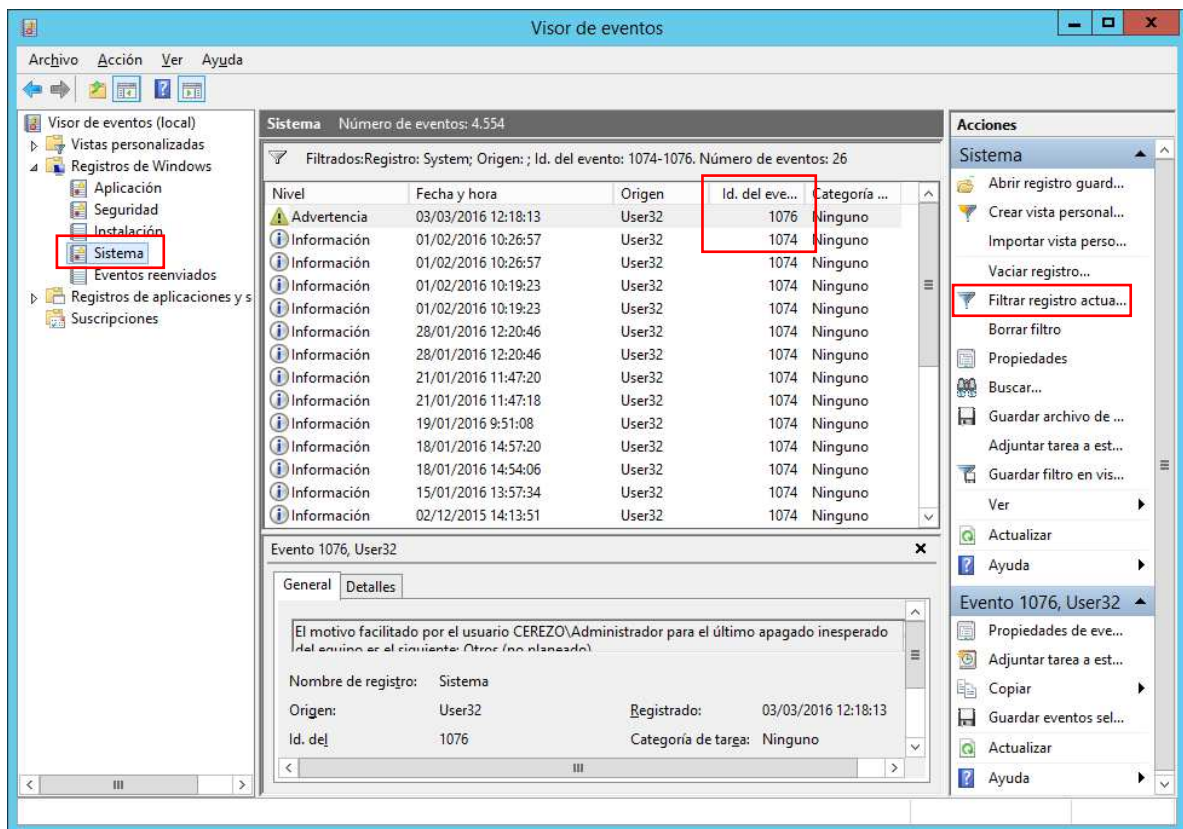 Visor de eventos
Archivo Acción Ver Ayuda
Visor de eventos (local)
Vistas personalizadas
Registros de Windows
Aplicación
Seguridad
Instalación
Sistema
Eventos reenviados
Registros de aplicaciones y s
Suscripciones
Sistema Número de eventos: 4.554
Filtrados:Registro: System; Origen: ; Id. del evento: 1074-1076. Número de eventos: 26
Nivel Fecha y hora Origen Id. del eve... Categoría ...
Advertencia 03/03/2016 12:18:13 User32 1076 Ninguno
Información 01/02/2016 10:26:57 User32 1074 Ninguno
Información 01/02/2016 10:26:57 User32 1074 Ninguno
Información 01/02/2016 10:19:23 User32 1074 Ninguno
Información 01/02/2016 10:19:23 User32 1074 Ninguno
Información 28/01/2016 12:20:46 User32 1074 Ninguno
Información 28/01/2016 12:20:46 User32 1074 Ninguno
Información 21/01/2016 11:47:20 User32 1074 Ninguno
Información 21/01/2016 11:47:18 User32 1074 Ninguno
Información 19/01/2016 9:51:08 User32 1074 Ninguno
Información 18/01/2016 14:57:20 User32 1074 Ninguno
Información 18/01/2016 14:54:06 User32 1074 Ninguno
Información 15/01/2016 13:57:34 User32 1074 Ninguno
Información 02/12/2015 14:13:51 User32 1074 Ninguno
Evento 1076, User32
General Detalles
El motivo facilitado por el usuario CEREZO\Administrador para el último apagado inesperado
del equipo es el siguiente: Otros (no planeado)
Nombre de registro: Sistema
Origen: User32 Registrado: 03/03/2016 12:18:13
Id. del 1076 Categoría de tarea: Ninguno
Acciones
Sistema
Abrir registro guard...
Crear vista personal...
Importar vista perso...
Vaciar registro...
Filtrar registro actua...
Borrar filtro
Propiedades
Buscar...
Guardar archivo de ...
Adjuntar tarea a est...
Guardar filtro en vis...
Ver
Actualizar
Ayuda
Evento 1076, User32
Propiedades de eve...
Adjuntar tarea a est...
Copiar
Guardar eventos sel...
Actualizar
Ayuda